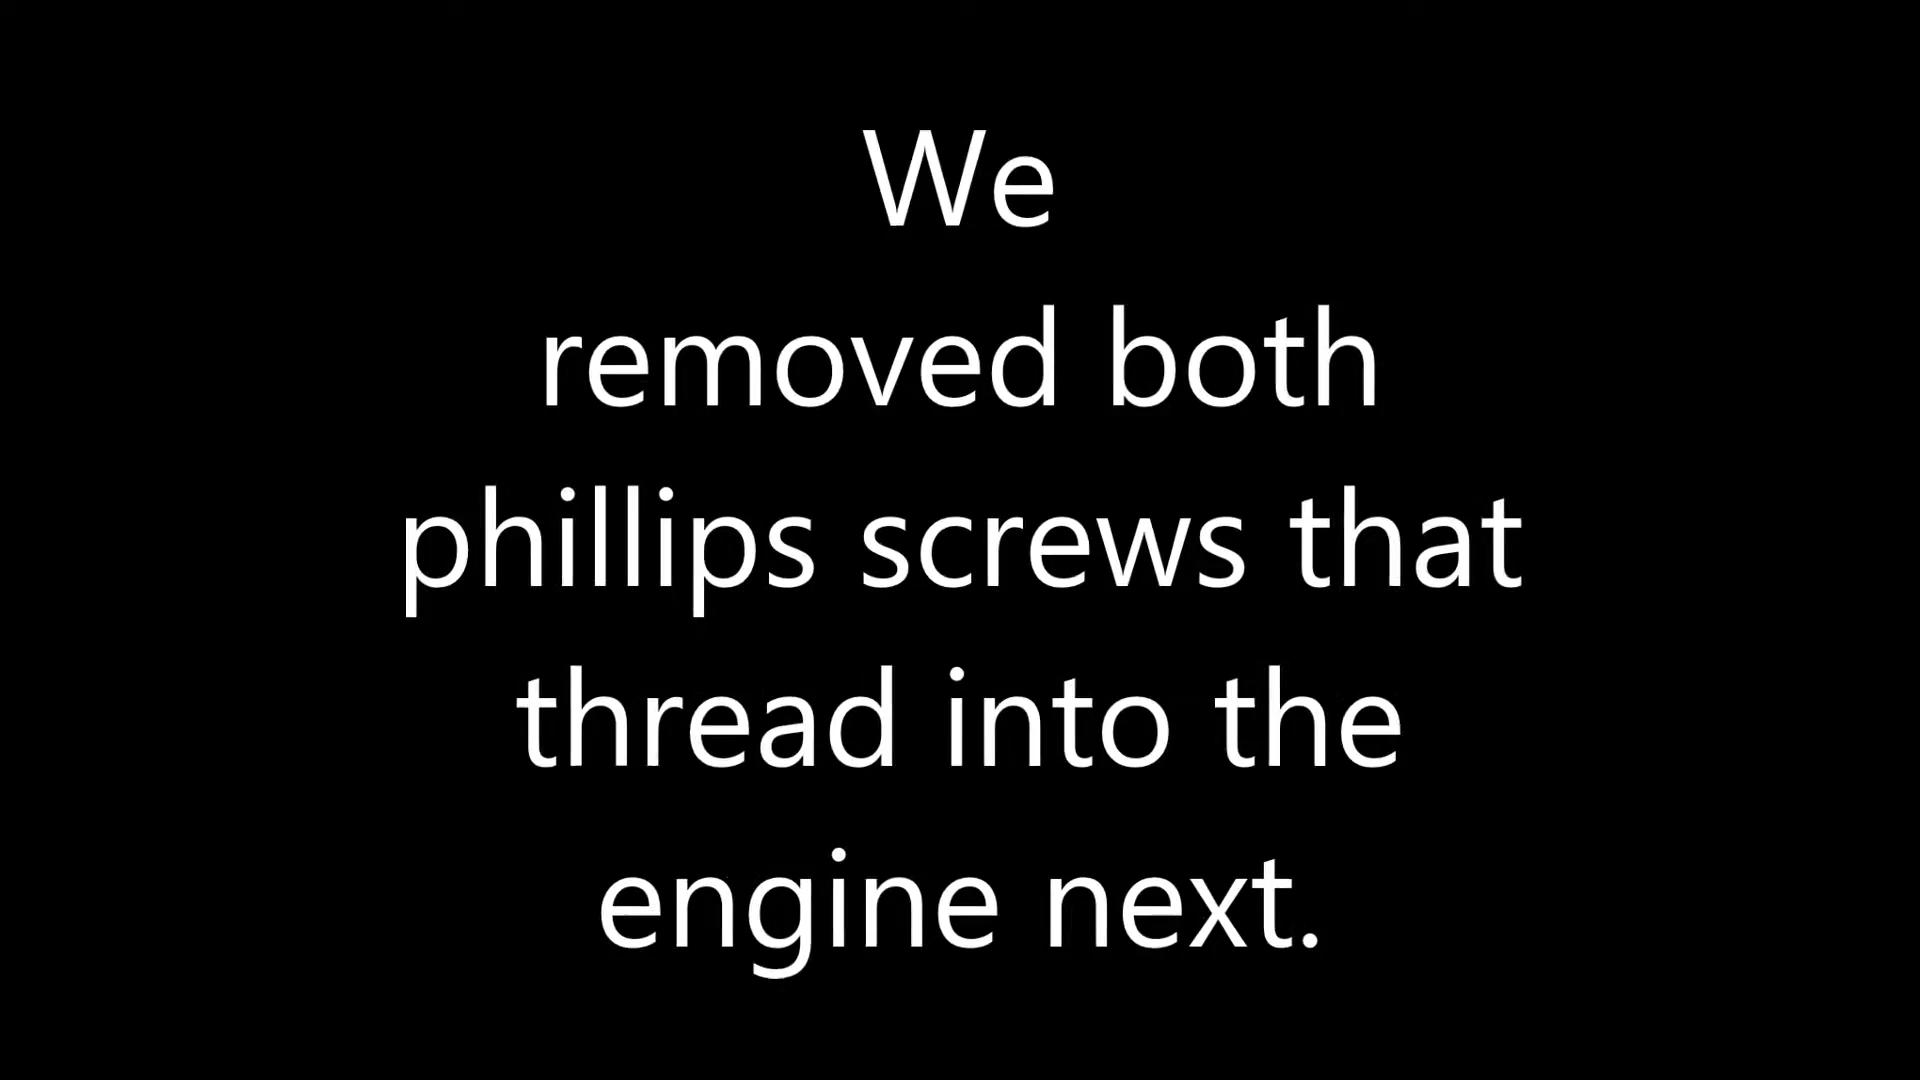 We
removed both
phillips screws that
thread into the
engine next.